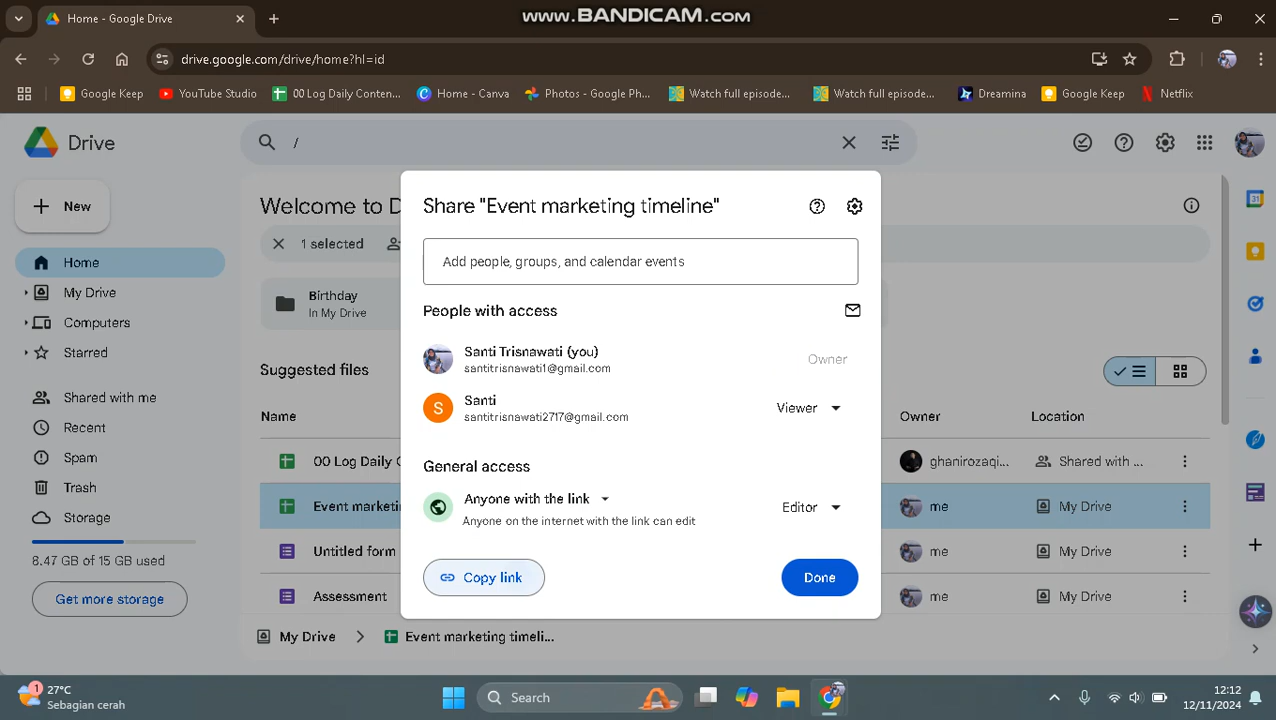 www.BANDICAM.com
Home - Google Drive
drive.google.com/drive/home?hl=id
Google Keep
YouTube Studio
00 Log Daily Conten...
Home - Canva
Photos - Google Ph...
Watch full episode...
Watch full episode...
Dreamina
Google Keep
Netflix
Drive
/
New
Welcome to D
1 selected
Home
My Drive
Computers
Starred
Shared with me
Recent
Spam
Trash
Storage
8.47 GB of 15 GB used
Get more storage
Birthday
In My Drive
Suggested files
Name
Owner
Location
00 Log Daily C
ghanirozaqi...
Shared with ...
Event market
me
My Drive
Untitled form
me
My Drive
Assessment
me
My Drive
My Drive
Event marketing timeli...
Share "Event marketing timeline"
Add people, groups, and calendar events
People with access
Santi Trisnawati (you)
santitrisnawati1@gmail.com
Owner
S
Santi
santitrisnawati2717@gmail.com
Viewer
General access
Anyone with the link
Anyone on the internet with the link can edit
Editor
Copy link
Done
31
1
27°C
Sebagian cerah
Search
12:12
12/11/2024